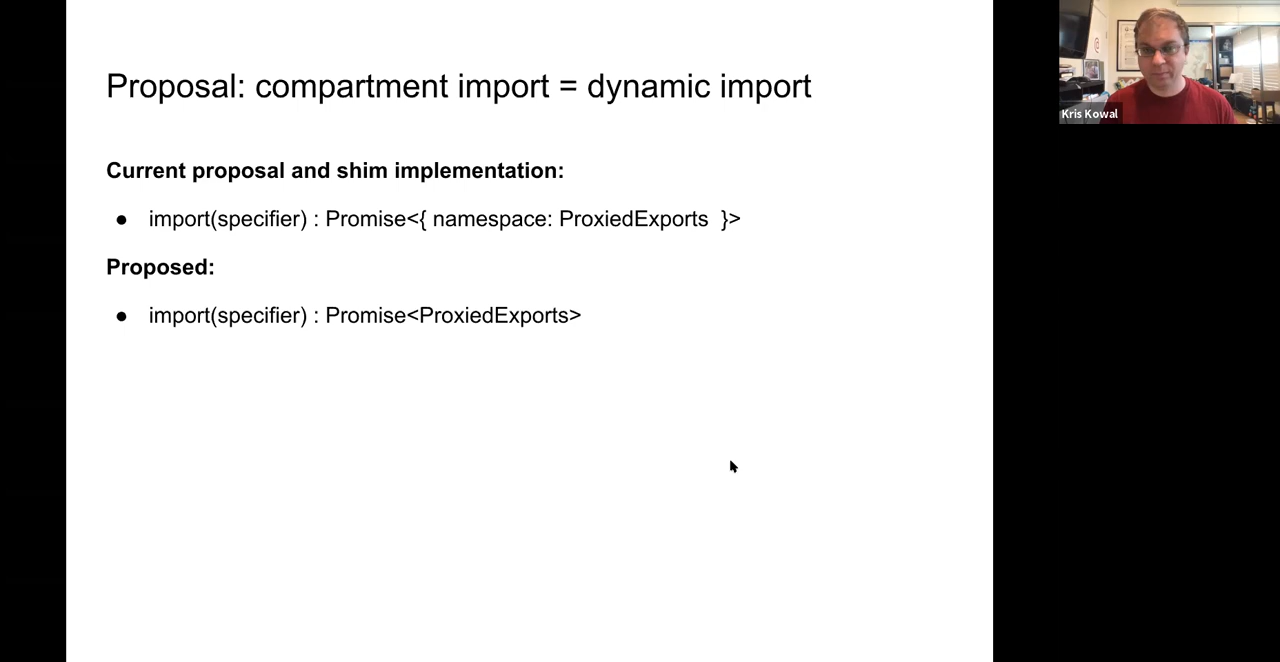 Proposal: compartment import = dynamic import
Current proposal and shim implementation:
● import(specifier) : Promise<{ namespace: ProxiedExports  }>
Proposed:
● import(specifier) : Promise<ProxiedExports>
Kris Kowal